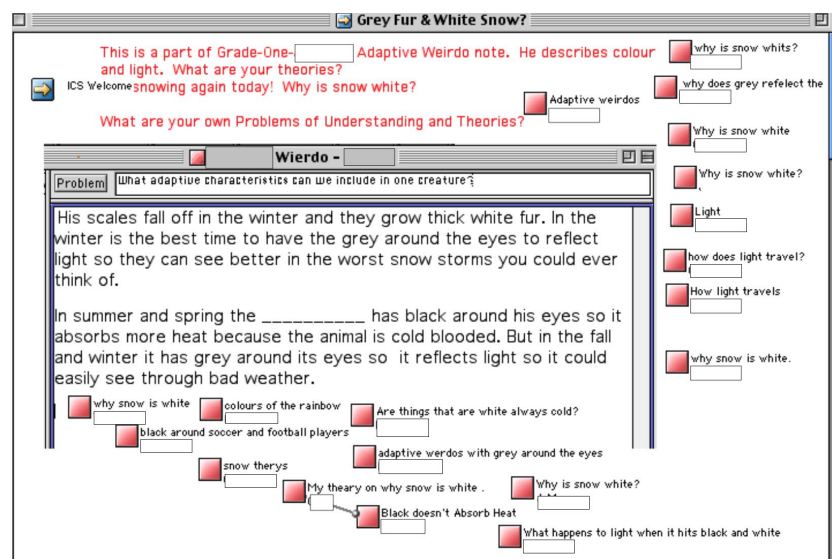 Grey Fur & White Snow?
This is a part of Grade-One- Adaptive Weirdo note. He describes colour
and light. What are your theories?
ICS Welcome snowing again today! Why is snow white?
What are your own Problems of Understanding and Theories?
Adaptive weirdos
why is snow whits?
why does grey refelect the
Why is snow white
Why is snow white?
Light
how does light travel?
How light travels
why snow is white.
Wierdo -
Problem
What adaptive characteristics can we include in one creature?
His scales fall off in the winter and they grow thick white fur. In the
winter is the best time to have the grey around the eyes to reflect
light so they can see better in the worst snow storms you could ever
think of.
In summer and spring the __________ has black around his eyes so it
absorbs more heat because the animal is cold blooded. But in the fall
and winter it has grey around its eyes so it reflects light so it could
easily see through bad weather.
why snow is white
colours of the rainbow
Are things that are white always cold?
black around soccer and football players
adaptive werdos with grey around the eyes
snow therys
My theary on why snow is white .
Why is snow white?
Black doesn't Absorb Heat
What happens to light when it hits black and white